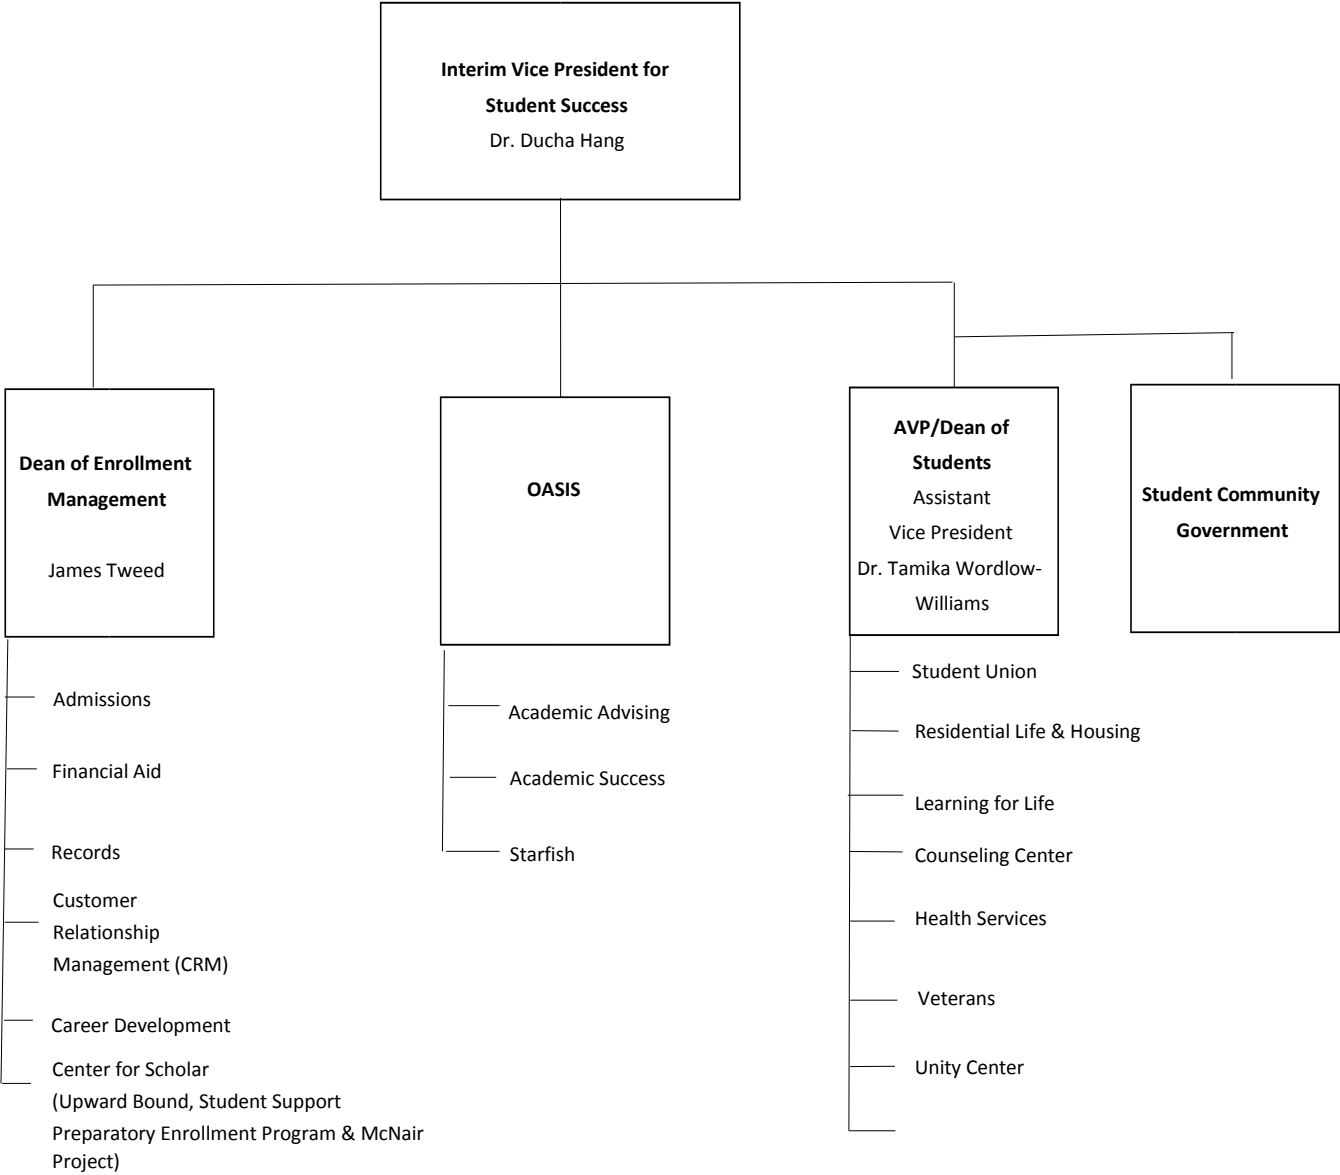 Interim Vice President for
Student Success
Dr. Ducha Hang
Dean of Enrollment
Management
James Tweed
OASIS
AVP/Dean of
Students
Assistant
Vice President
Dr. Tamika Wordlow-
Williams
Student Community
Government
Admissions
Financial Aid
Records
Customer
Relationship
Management (CRM)
Career Development
Center for Scholar
(Upward Bound, Student Support
Preparatory Enrollment Program & McNair
Project)
Academic Advising
Academic Success
Starfish
Student Union
Residential Life & Housing
Learning for Life
Counseling Center
Health Services
Veterans
Unity Center